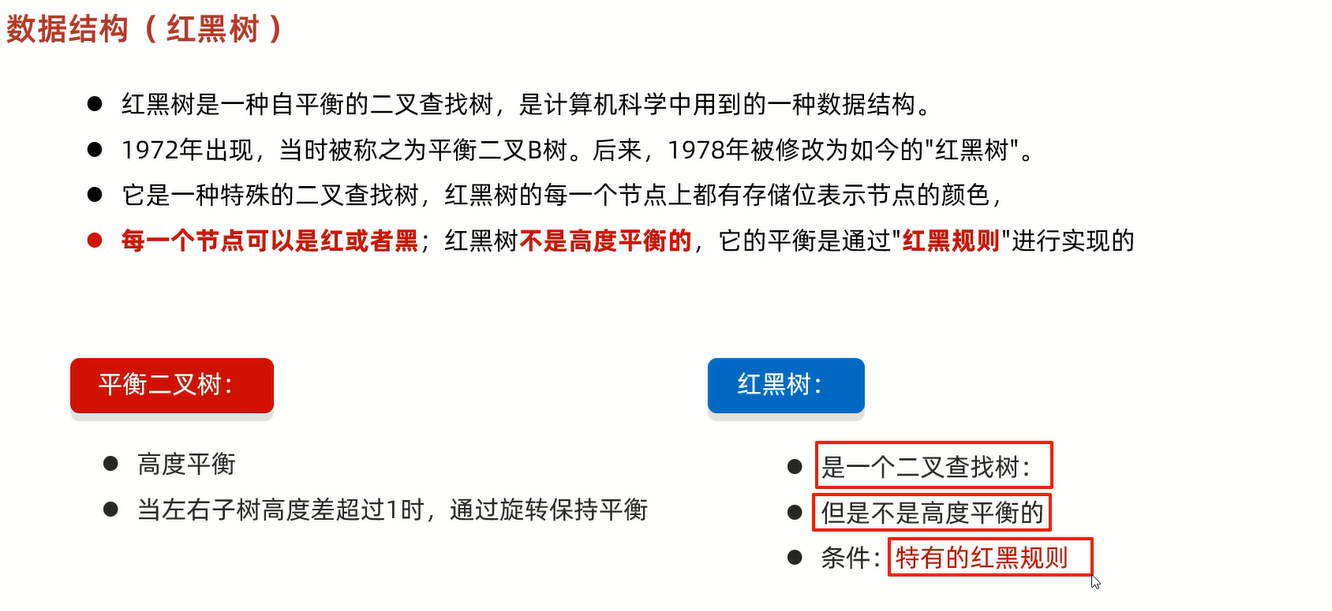 数据结构（红黑树）
红黑树是一种自平衡的二叉查找树，是计算机科学中用到的一种数据结构。
1972年出现，当时被称之为平衡二叉B树。后来，1978年被修改为如今的"红黑树"。
它是一种特殊的二叉查找树，红黑树的每一个节点上都有存储位表示节点的颜色，
每一个节点可以是红或者黑；红黑树不是高度平衡的，它的平衡是通过"红黑规则"进行实现的
平衡二叉树：
高度平衡
当左右子树高度差超过1时，通过旋转保持平衡
红黑树：
是一个二叉查找树：
但是不是高度平衡的
条件：特有的红黑规则